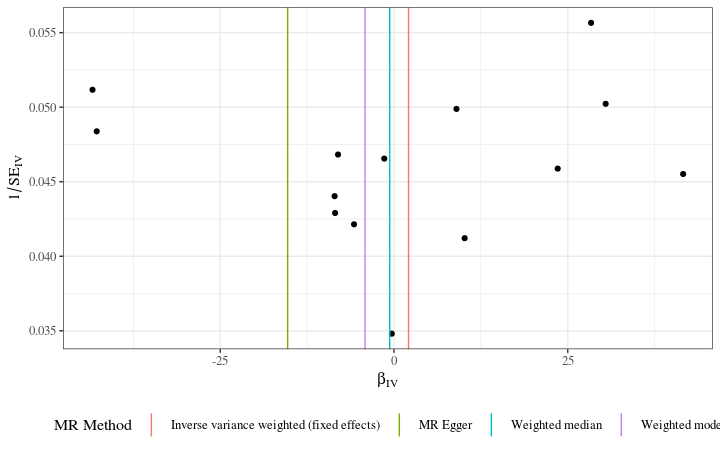 0.055
0.050
0.045
0.040
0.035
1/SE_IV
-25 0 25
β_IV
MR Method Inverse variance weighted (fixed effects) MR Egger Weighted median Weighted mode